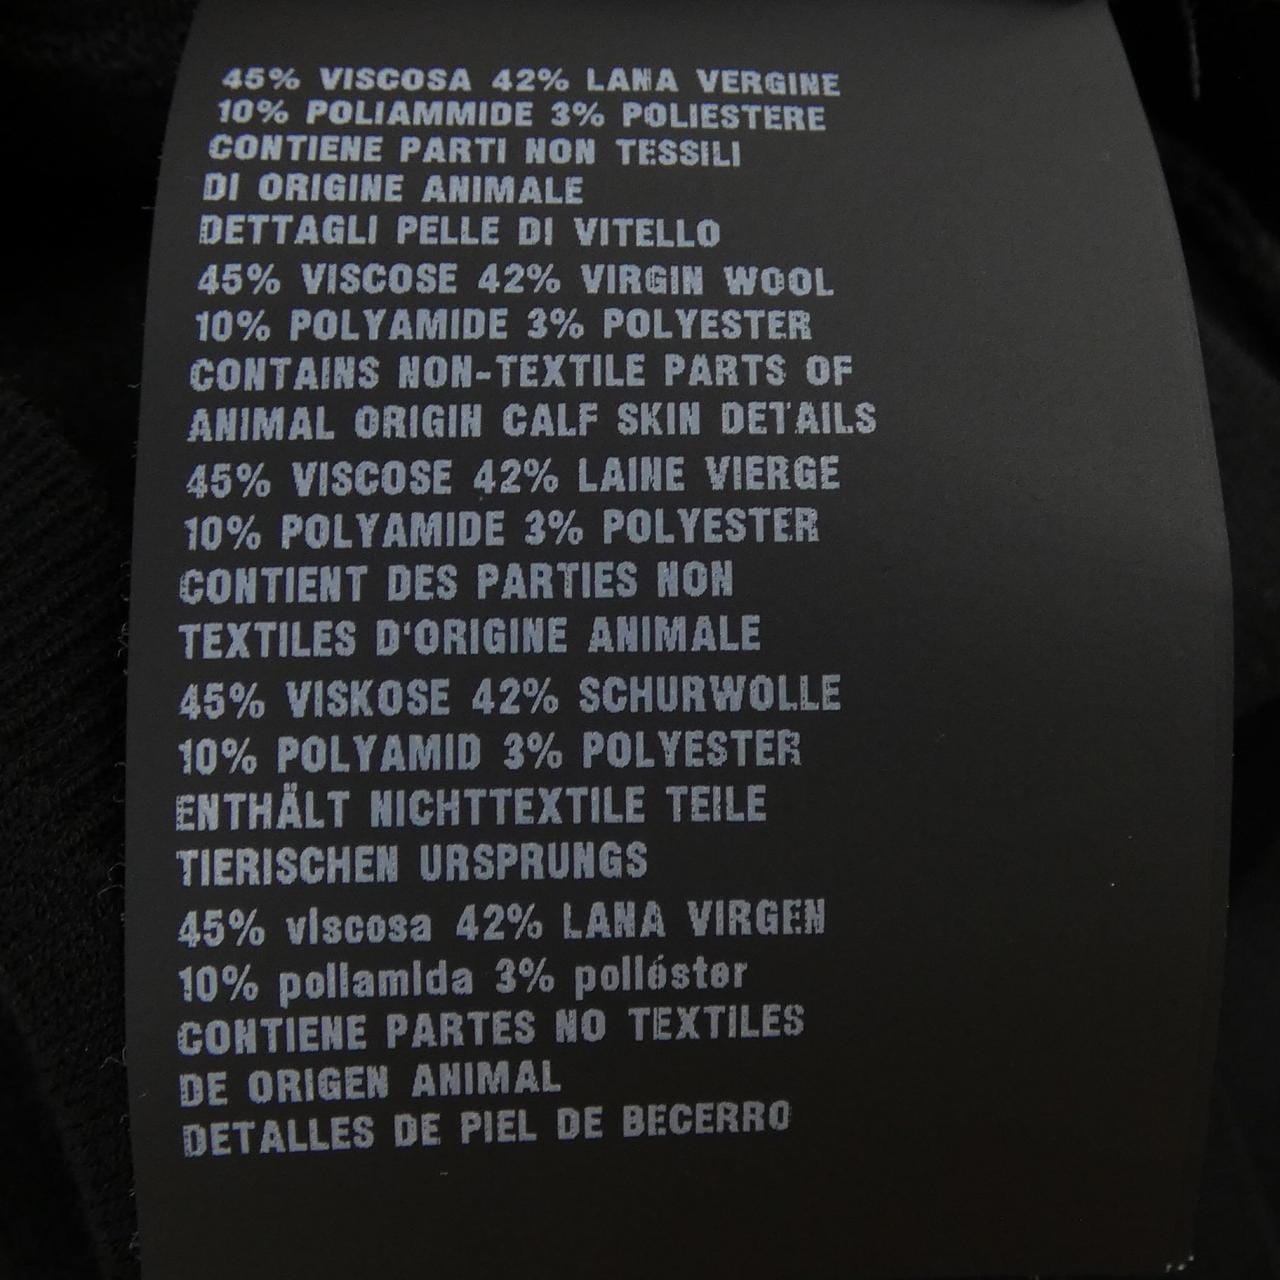 45% VISCOSA 42% LANA VERGINE
10% POLIAMMIDE 3% POLIESTERE
CONTIENE PARTI NON TESSILI
DI ORIGINE ANIMALE
DETTAGLI PELLE DI VITELLO
45% VISCOSE 42% VIRGIN WOOL
10% POLYAMIDE 3% POLYESTER
CONTAINS NON-TEXTILE PARTS OF
ANIMAL ORIGIN CALF SKIN DETAILS
45% VISCOSE 42% LAINE VIERGE
10% POLYAMIDE 3% POLYESTER
CONTIENT DES PARTIES NON
TEXTILES D'ORIGINE ANIMALE
45% VISKOSE 42% SCHURWOLLE
10% POLYAMID 3% POLYESTER
ENTHÄLT NICHTTEXTILE TEILE
TIERISCHEN URSPRUNGS
45% viscosa 42% LANA VIRGEN
10% poliamida 3% poliéster
CONTIENE PARTES NO TEXTILES
DE ORIGEN ANIMAL
DETALLES DE PIEL DE BECERRO